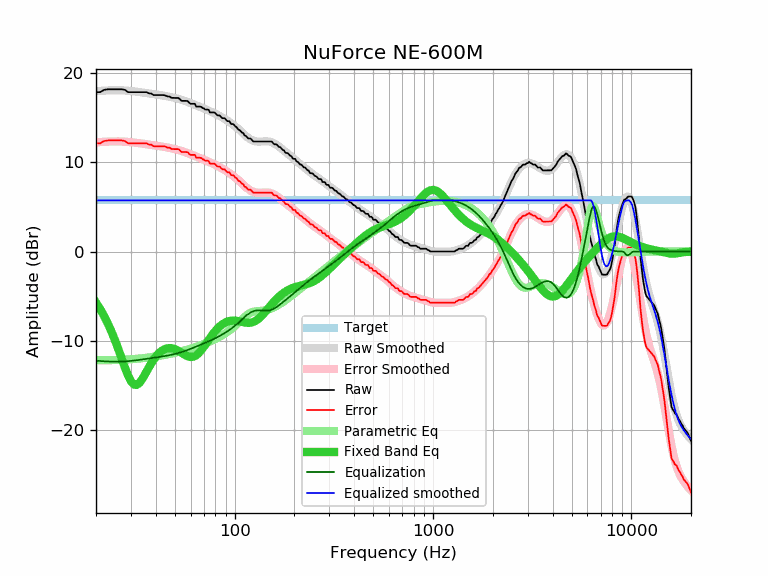 NuForce NE-600M
Amplitude (dBr)
20
10
0
−10
−20
Target
Raw Smoothed
Error Smoothed
Raw
Error
Parametric Eq
Fixed Band Eq
Equalization
Equalized smoothed
100
1000
10000
Frequency (Hz)